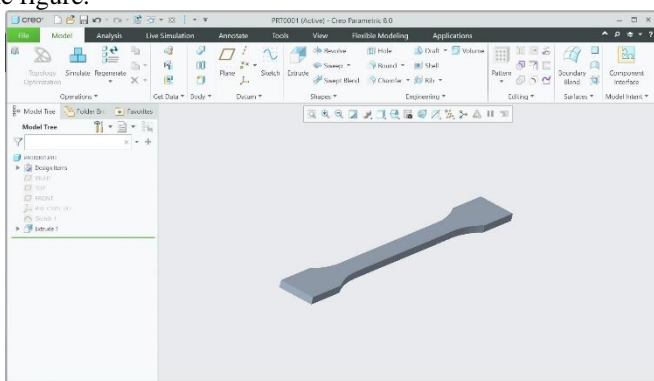 e figure.
creo
PRT0001 (Active) - Creo Parametric 8.0
File Model Analysis Live Simulation Annotate Tools View Flexible Modeling Applications
Topology Optimization Simulate Regenerate
Plane Sketch Extrude
Revolve Hole Draft Volume
Sweep Round Shell
Swept Blend Chamfer Rib
Pattern
Boundary Blend
Component Interface
Operations Get Data Body Datum Shapes Engineering Editing Surfaces Model Intent
Model Tree Folder Favorites
Model Tree
PRT0001.PRT
Design Items
RIGHT
TOP
FRONT
Sketch 1
Extrude 1